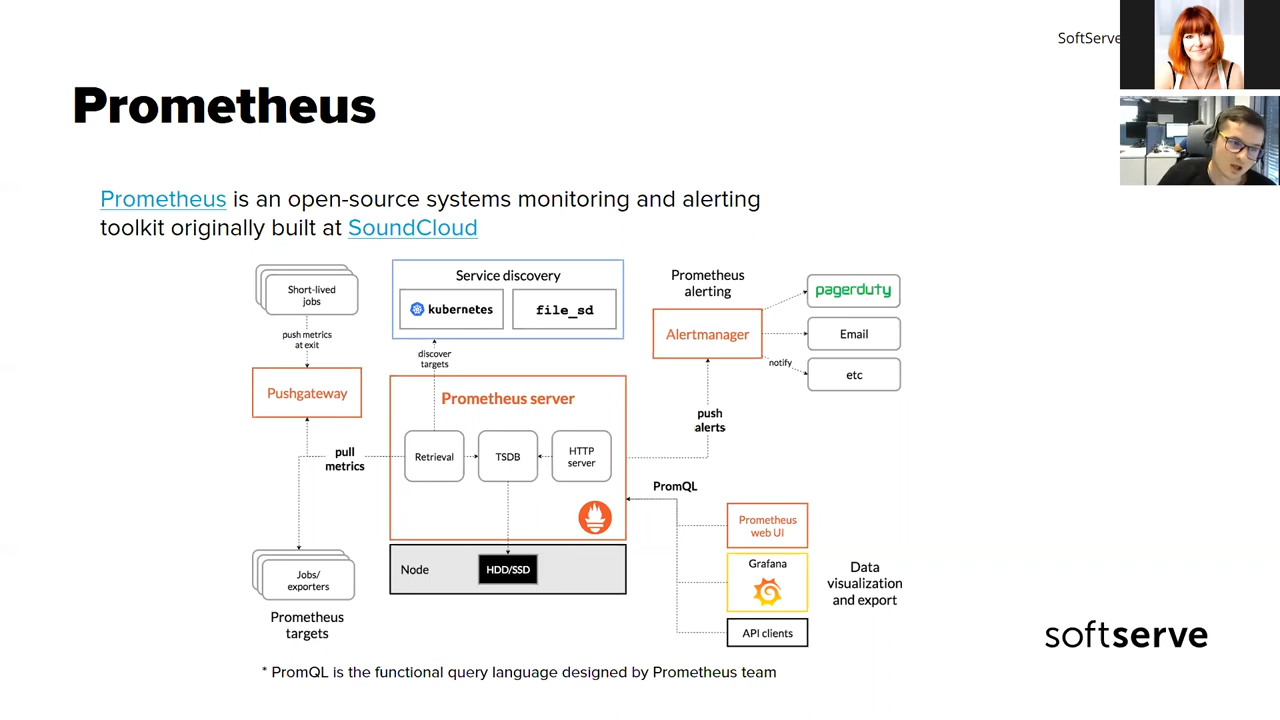 SoftServe
Prometheus
Prometheus is an open-source systems monitoring and alerting
toolkit originally built at SoundCloud
Short-lived
jobs
push metrics
at exit
Pushgateway
pull
metrics
Jobs/
exporters
Prometheus
targets
Service discovery
kubernetes
file_sd
discover
targets
Prometheus server
Retrieval
TSDB
HTTP
server
Node
HDD/SSD
Prometheus
alerting
Alertmanager
pagerduty
Email
notify
etc
push
alerts
PromQL
Prometheus
web UI
Grafana
API clients
Data
visualization
and export
softserve
* PromQL is the functional query language designed by Prometheus team